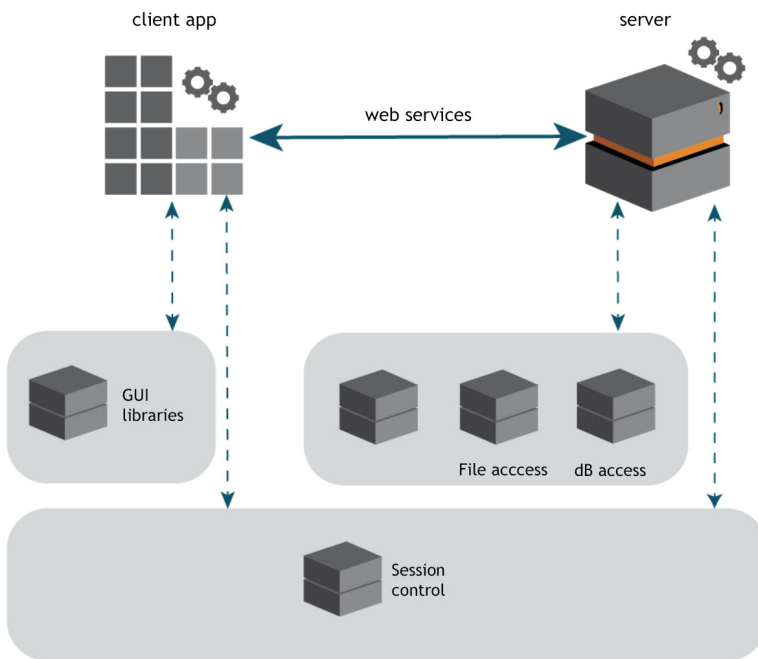 client app
server
web services
GUI
libraries
File acccess
dB access
Session
control